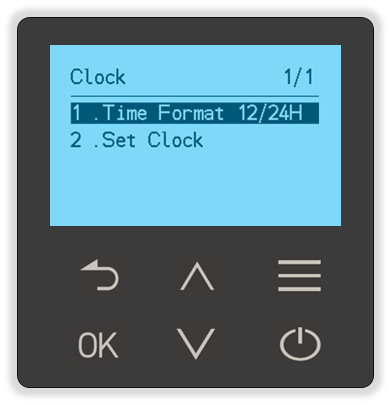 Clock 1/1
1 .Time Format 12/24H
2 .Set Clock
OK